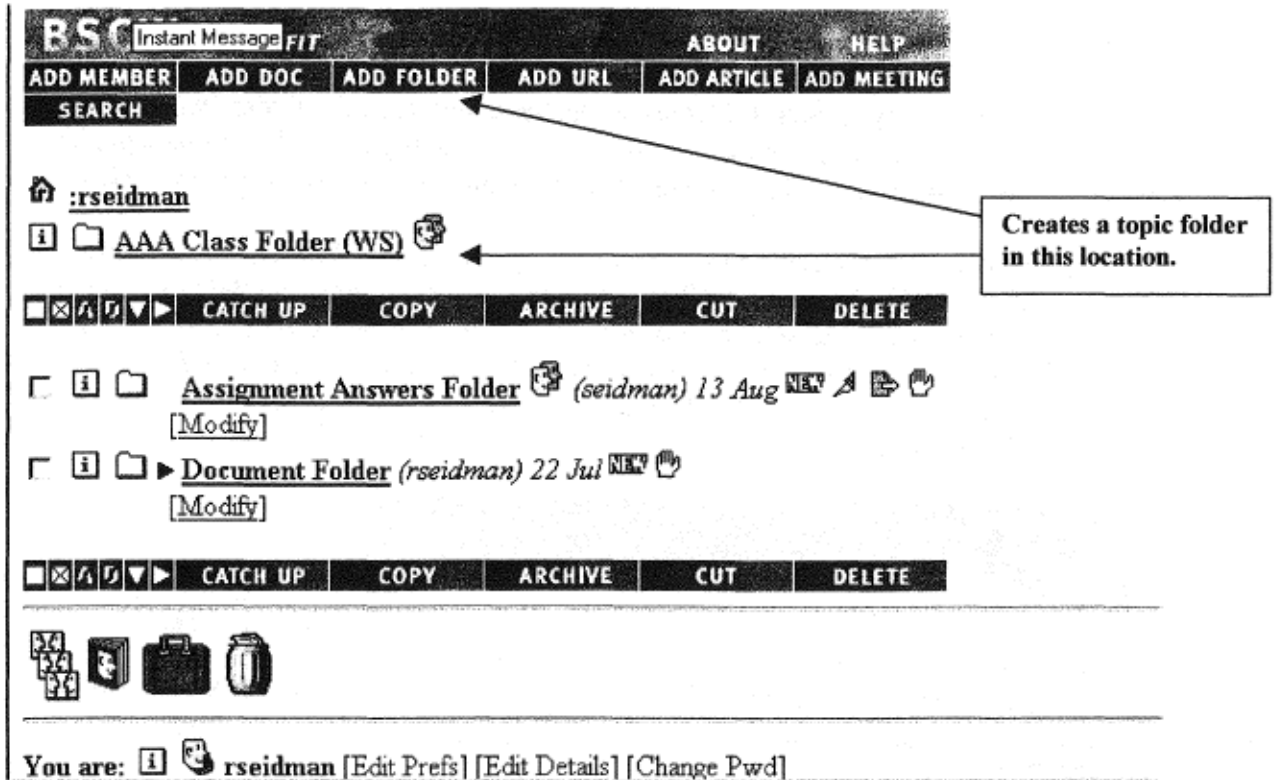 Instant Message FIT
ABOUT HELP
ADD MEMBER ADD DOC ADD FOLDER ADD URL ADD ARTICLE ADD MEETING
SEARCH
:rseidman
AAA Class Folder (WS)
Creates a topic folder
in this location.
CATCH UP COPY ARCHIVE CUT DELETE
Assignment Answers Folder (seidman) 13 Aug NEW
[Modify]
Document Folder (rseidman) 22 Jul NEW
[Modify]
CATCH UP COPY ARCHIVE CUT DELETE
You are: rseidman [Edit Prefs] [Edit Details] [Change Pwd]